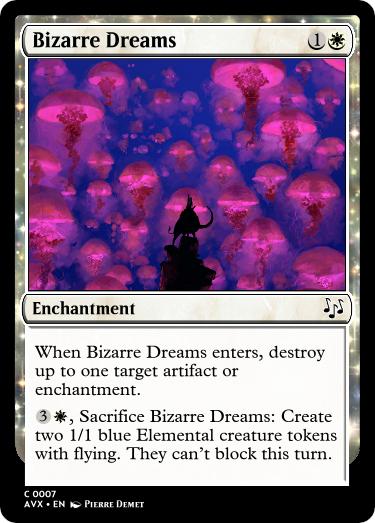 Bizarre Dreams 1
Enchantment
When Bizarre Dreams enters, destroy
up to one target artifact or
enchantment.
3, Sacrifice Bizarre Dreams: Create
two 1/1 blue Elemental creature tokens
with flying. They can't block this turn.
C 0007
AVX • EN Pierre Demet